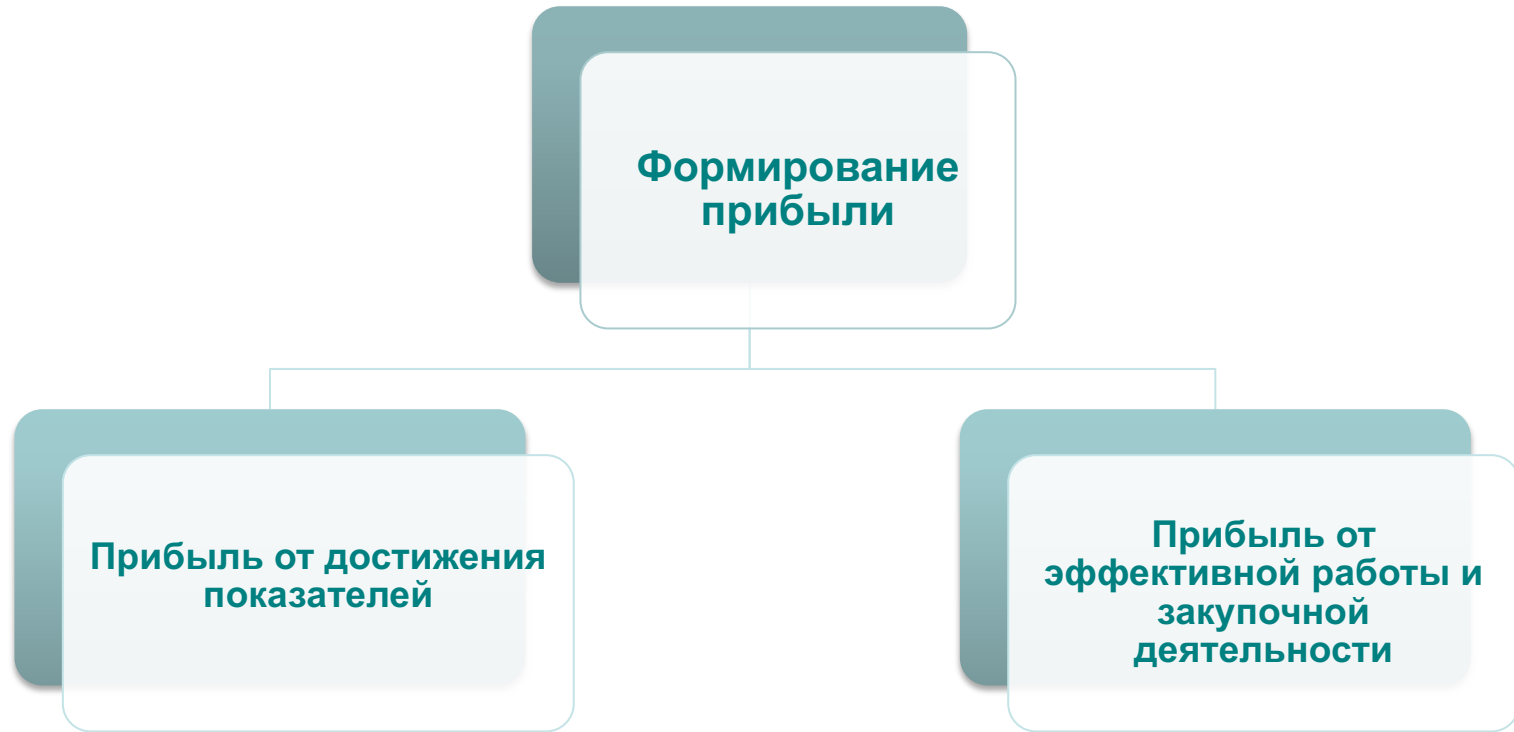 Формирование
прибыли
Прибыль от достижения
показателей
Прибыль от
эффективной работы и
закупочной
деятельности